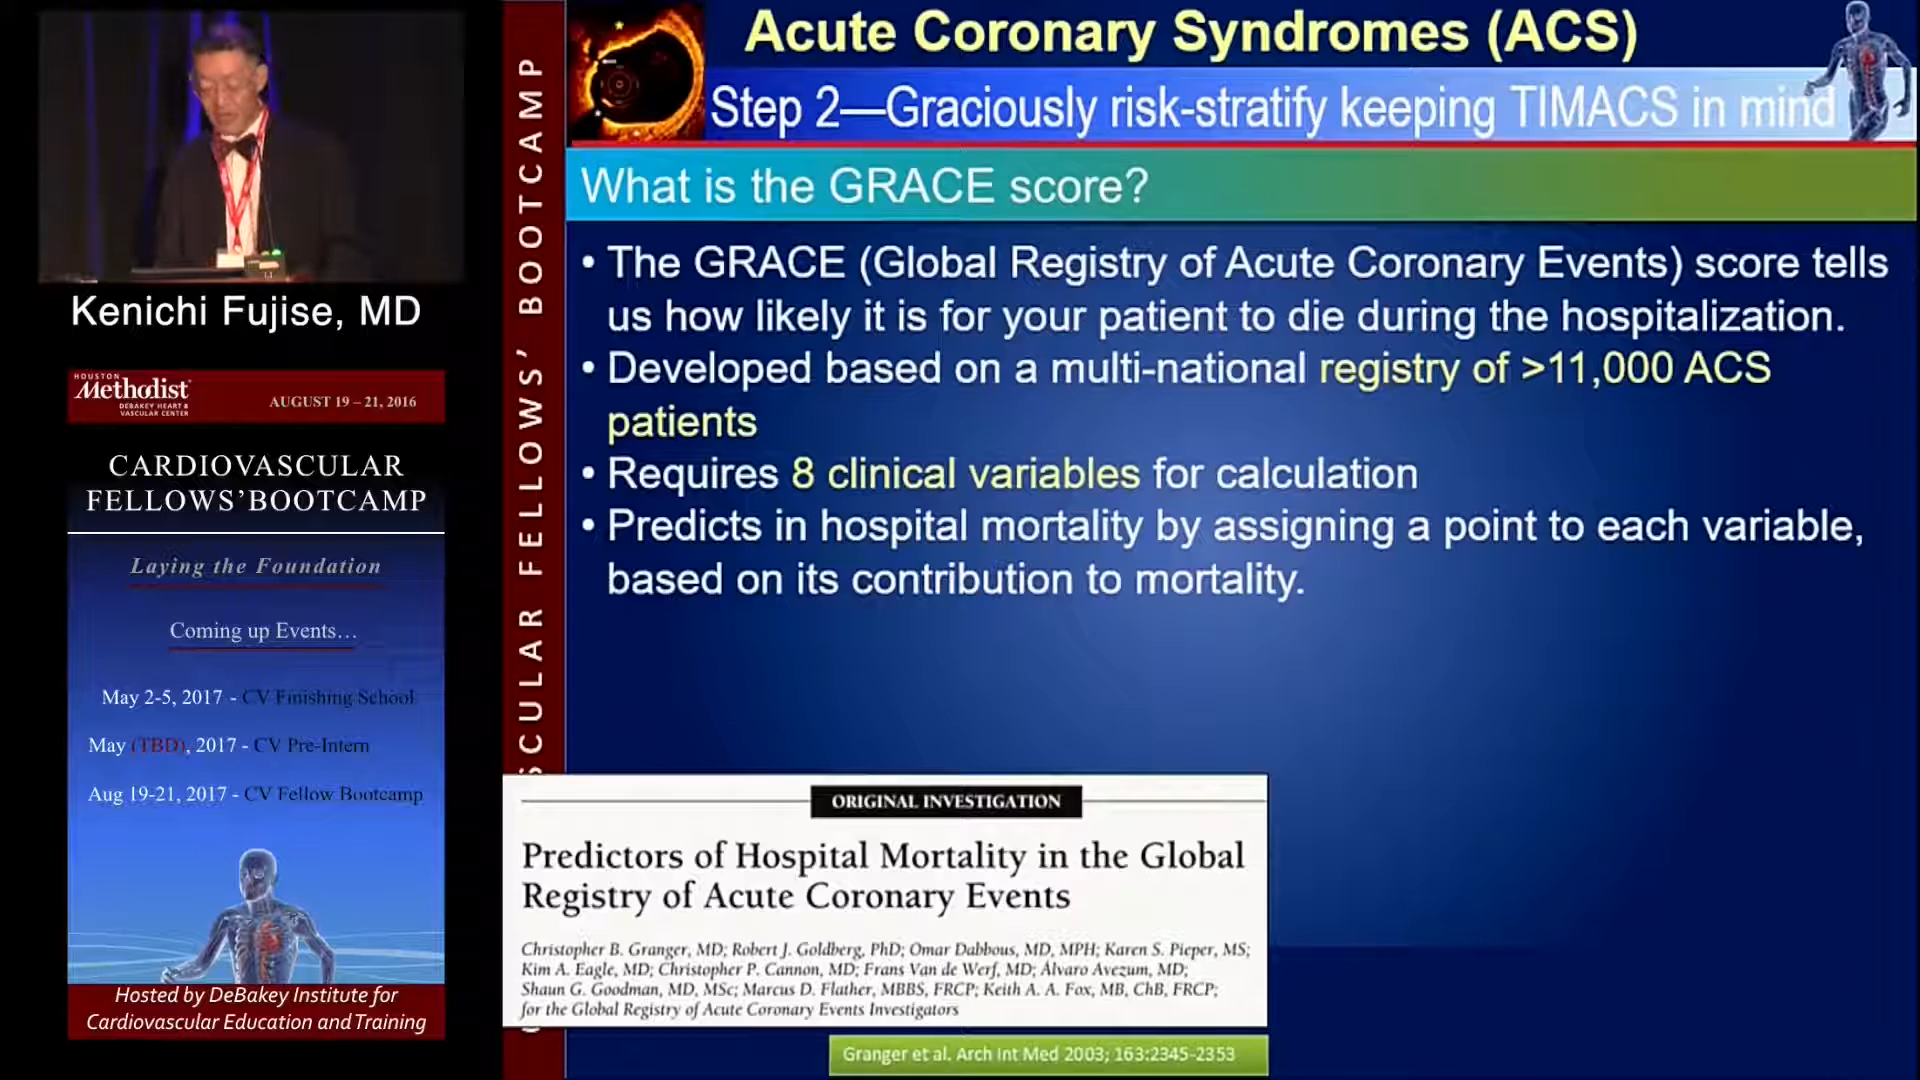 Kenichi Fujise, MD
HOUSTON
Methodist
DEBAKEY HEART &
VASCULAR CENTER
AUGUST 19 – 21, 2016
CARDIOVASCULAR
FELLOWS'BOOTCAMP
Laying the Foundation
Coming up Events…
May 2-5, 2017 - CV Finishing School
May (TBD), 2017 - CV Pre-Intern
Aug 19-21, 2017 - CV Fellow Bootcamp
Hosted by DeBakey Institute for
Cardiovascular Education and Training
SCULAR FELLOWS' BOOTCAMP
Acute Coronary Syndromes (ACS)
Step 2—Graciously risk-stratify keeping TIMACS in mind
What is the GRACE score?
• The GRACE (Global Registry of Acute Coronary Events) score tells
us how likely it is for your patient to die during the hospitalization.
• Developed based on a multi-national registry of >11,000 ACS
patients
• Requires 8 clinical variables for calculation
• Predicts in hospital mortality by assigning a point to each variable,
based on its contribution to mortality.
ORIGINAL INVESTIGATION
Predictors of Hospital Mortality in the Global
Registry of Acute Coronary Events
Christopher B. Granger, MD; Robert J. Goldberg, PhD; Omar Dabbous, MD, MPH; Karen S. Pieper, MS;
Kim A. Eagle, MD; Christopher P. Cannon, MD; Frans Van de Werf, MD; Álvaro Avezum, MD;
Shaun G. Goodman, MD, MSc; Marcus D. Flather, MBBS, FRCP; Keith A. A. Fox, MB, ChB, FRCP;
for the Global Registry of Acute Coronary Events Investigators
Granger et al. Arch Int Med 2003; 163:2345-2353